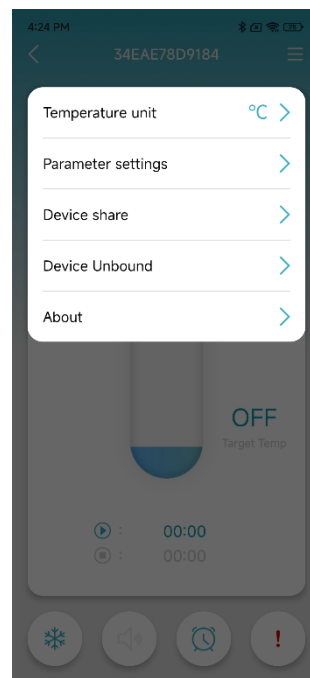 4:24 PM
34EAE78D9184
Temperature unit °C
Parameter settings
Device share
Device Unbound
About
OFF
Target Temp
: 00:00
: 00:00
!